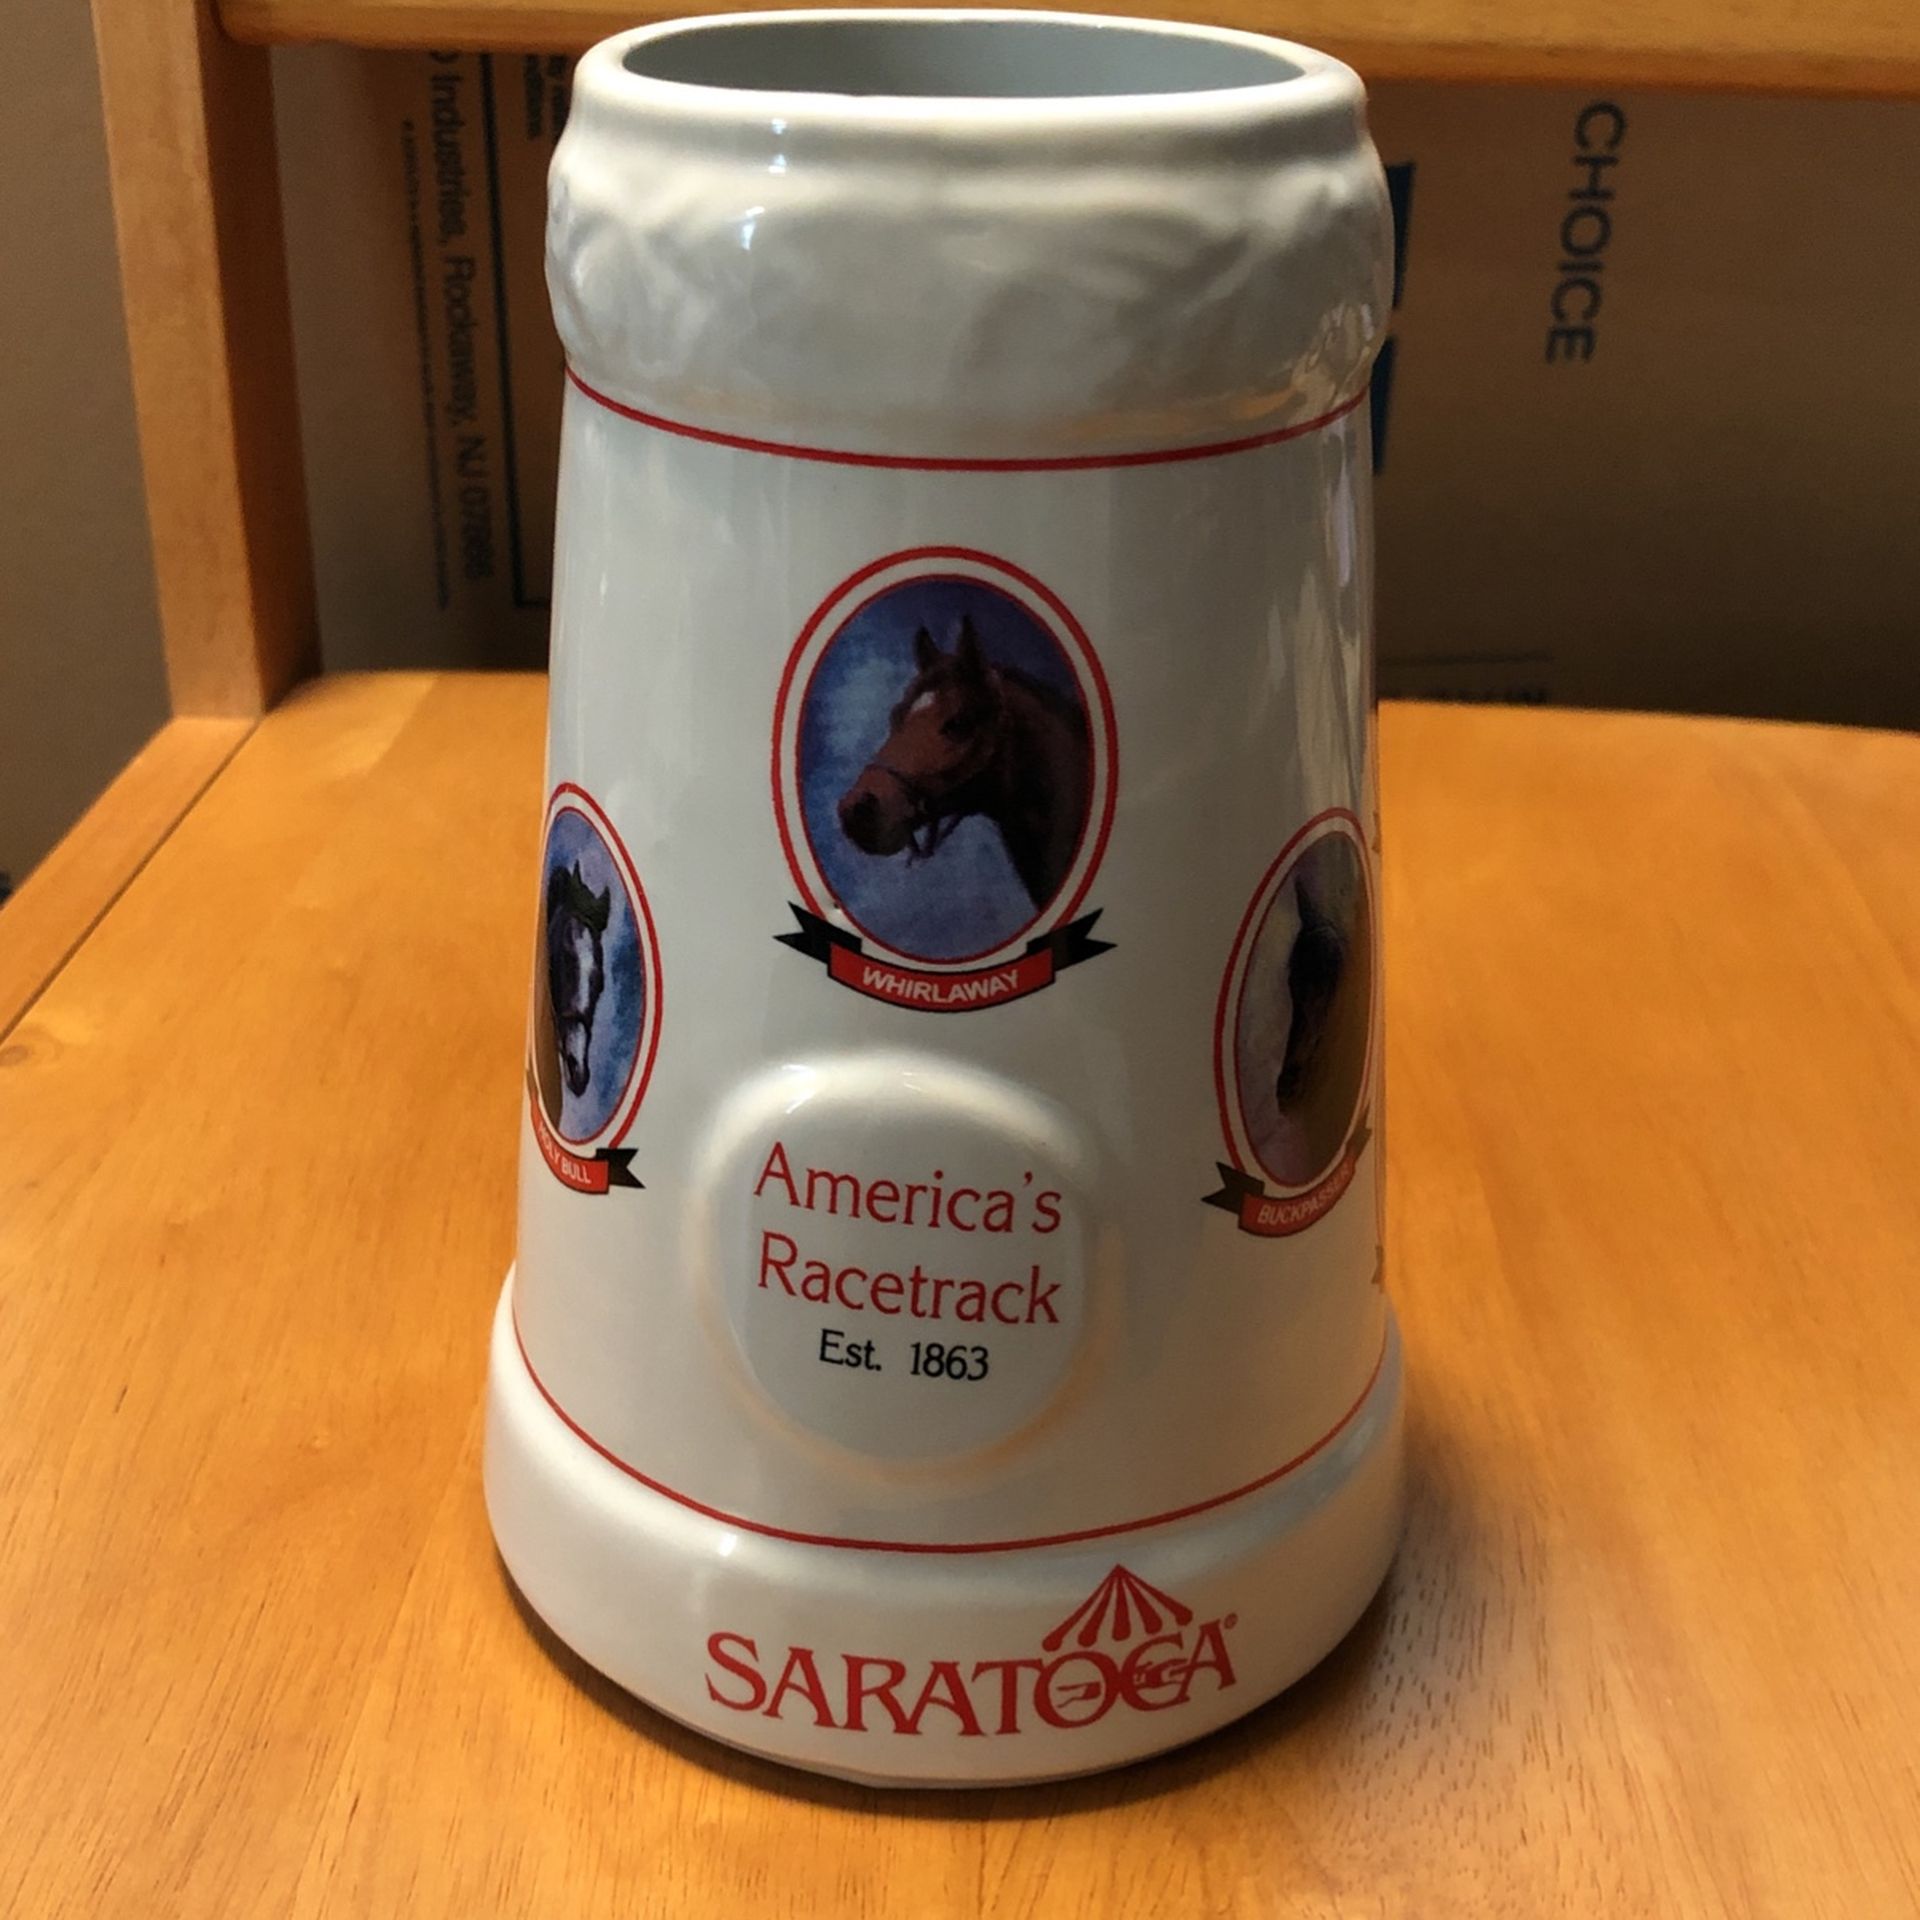 Industries, Rockaway, NJ 07866
CHOICE
WHIRLAWAY
HOLY BULL
BUCKPASSER
America's
Racetrack
Est. 1863
SARATOGA®